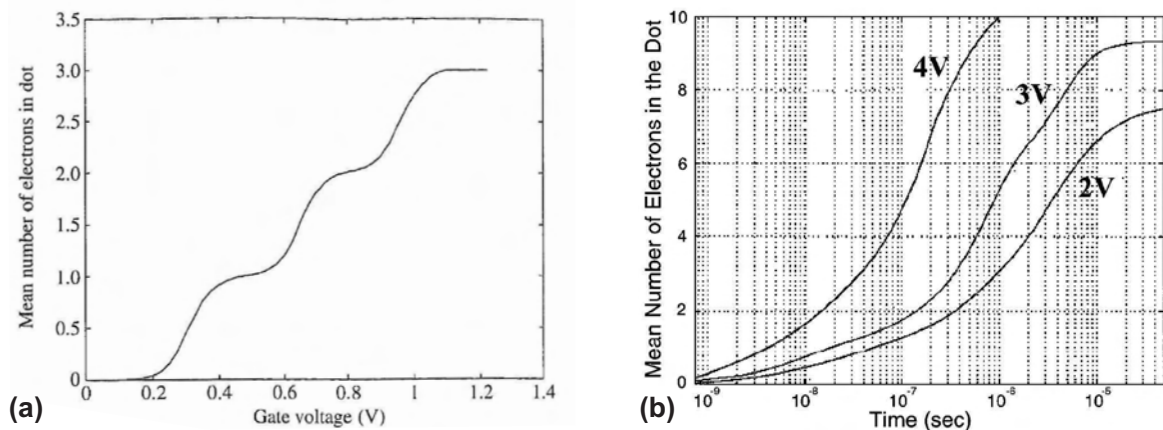 3.5
3.0
2.5
2.0
1.5
1.0
0.5
0
Mean number of electrons in dot
0 0.2 0.4 0.6 0.8 1 1.2 1.4
Gate voltage (V)
(a)
10
8
6
4
2
0
Mean Number of Electrons in the Dot
4V
3V
2V
10⁻⁹ 10⁻⁸ 10⁻⁷ 10⁻⁶ 10⁻⁵
Time (sec)
(b)